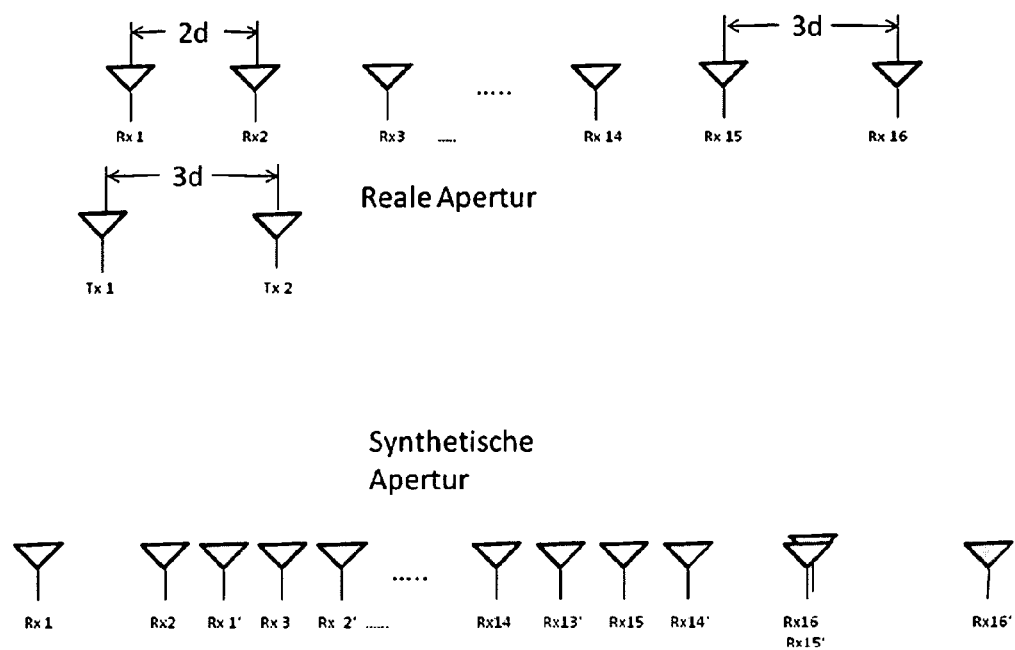 2d 3d
.....
Rx 1 Rx2 Rx3 ..... Rx 14 Rx 15 Rx 16
3d
Reale Apertur
Tx 1 Tx 2
Synthetische
Apertur
.....
Rx 1 Rx2 Rx 1' Rx 3 Rx 2' ...... Rx14 Rx13' Rx15 Rx14' Rx16 Rx16'
Rx15'